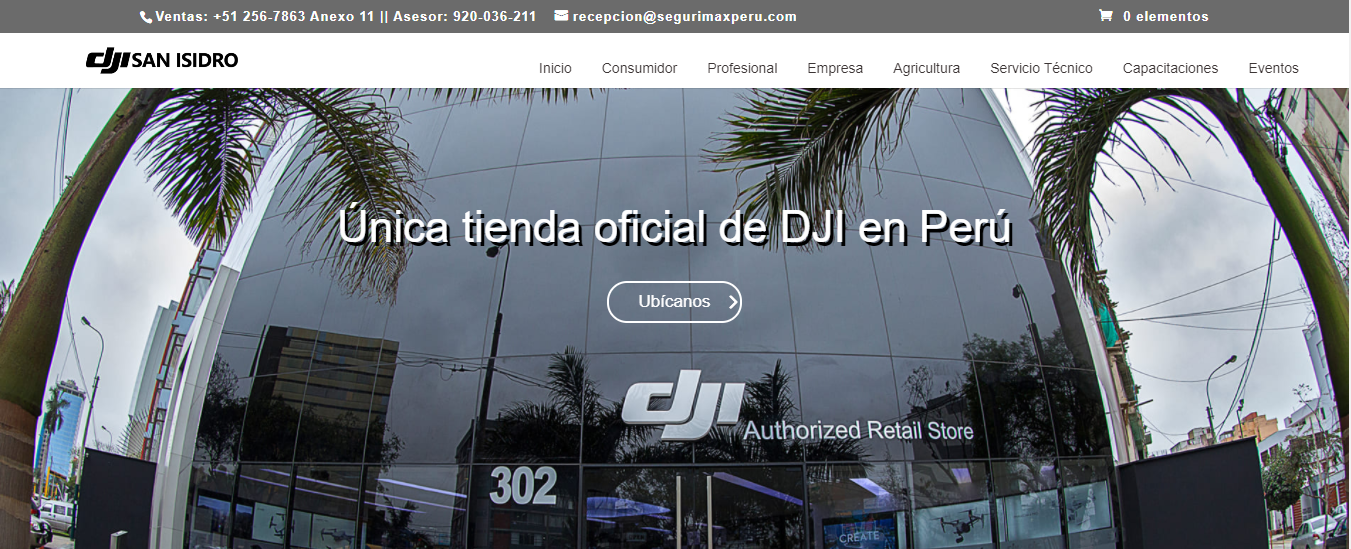 Ventas: +51 256-7863 Anexo 11 || Asesor: 920-036-211 recepcion@segurimaxperu.com 0 elementos
dji SAN ISIDRO
Inicio Consumidor Profesional Empresa Agricultura Servicio Técnico Capacitaciones Eventos
Única tienda oficial de DJI en Perú
Ubícanos
dji
Authorized Retail Store
302
CREATE